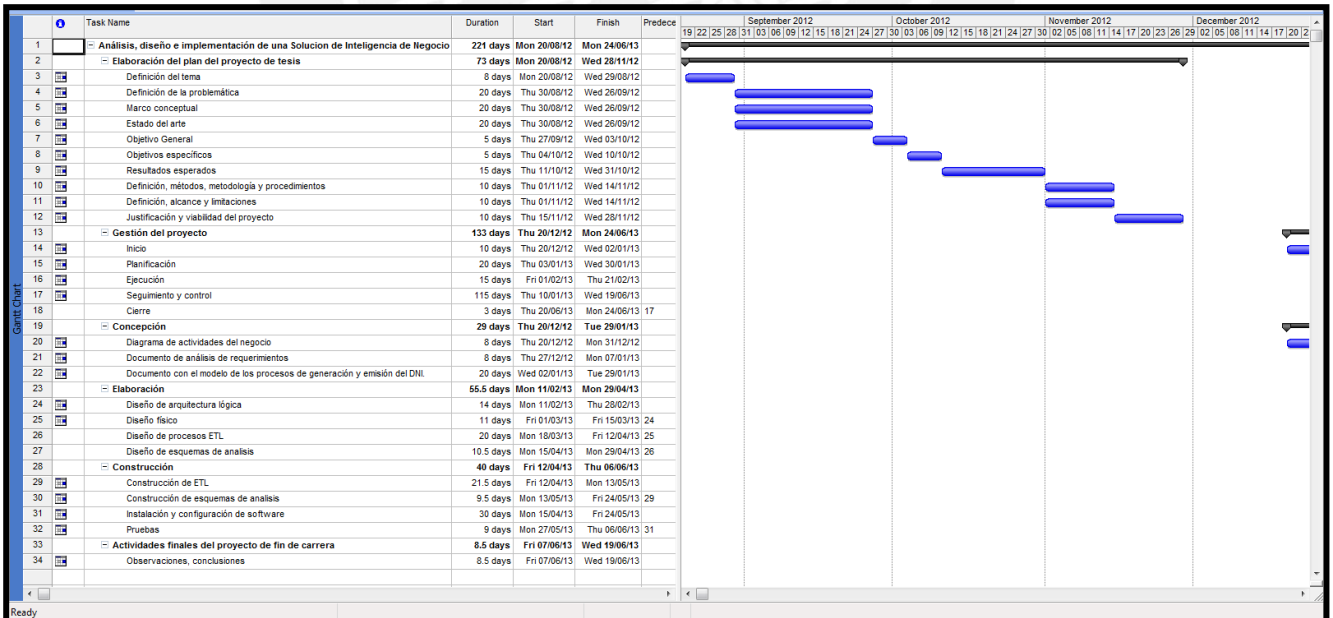 Task Name Duration Start Finish Predece September 2012 October 2012 November 2012 December 2012
19 22 25 28 31 03 06 09 12 15 18 21 24 27 30 03 06 09 12 15 18 21 24 27 30 02 05 08 11 14 17 20 23 26 29 02 05 08 11 14 17 20 2
1 Análisis, diseño e implementación de una Solucion de Inteligencia de Negocio 221 days Mon 20/08/12 Mon 24/06/13
2 Elaboración del plan del proyecto de tesis 73 days Mon 20/08/12 Wed 28/11/12
3 Definición del tema 8 days Mon 20/08/12 Wed 29/08/12
4 Definición de la problemática 20 days Thu 30/08/12 Wed 26/09/12
5 Marco conceptual 20 days Thu 30/08/12 Wed 26/09/12
6 Estado del arte 20 days Thu 30/08/12 Wed 26/09/12
7 Objetivo General 5 days Thu 27/09/12 Wed 03/10/12
8 Objetivos específicos 5 days Thu 04/10/12 Wed 10/10/12
9 Resultados esperados 15 days Thu 11/10/12 Wed 31/10/12
10 Definición, métodos, metodología y procedimientos 10 days Thu 01/11/12 Wed 14/11/12
11 Definición, alcance y limitaciones 10 days Thu 01/11/12 Wed 14/11/12
12 Justificación y viabilidad del proyecto 10 days Thu 15/11/12 Wed 28/11/12
13 Gestión del proyecto 133 days Thu 20/12/12 Mon 24/06/13
14 Inicio 10 days Thu 20/12/12 Wed 02/01/13
15 Planificación 20 days Thu 03/01/13 Wed 30/01/13
16 Ejecución 15 days Fri 01/02/13 Thu 21/02/13
17 Seguimiento y control 115 days Thu 10/01/13 Wed 19/06/13
18 Cierre 3 days Thu 20/06/13 Mon 24/06/13 17
19 Concepción 29 days Thu 20/12/12 Tue 29/01/13
20 Diagrama de actividades del negocio 8 days Thu 20/12/12 Mon 31/12/12
21 Documento de análisis de requerimientos 8 days Thu 27/12/12 Mon 07/01/13
22 Documento con el modelo de los procesos de generación y emisión del DNI. 20 days Wed 02/01/13 Tue 29/01/13
23 Elaboración 55.5 days Mon 11/02/13 Mon 29/04/13
24 Diseño de arquitectura lógica 14 days Mon 11/02/13 Thu 28/02/13
25 Diseño físico 11 days Fri 01/03/13 Fri 15/03/13 24
26 Diseño de procesos ETL 20 days Mon 18/03/13 Fri 12/04/13 25
27 Diseño de esquemas de analisis 10.5 days Mon 15/04/13 Mon 29/04/13 26
28 Construcción 40 days Fri 12/04/13 Thu 06/06/13
29 Construcción de ETL 21.5 days Fri 12/04/13 Mon 13/05/13
30 Construcción de esquemas de analisis 9.5 days Mon 13/05/13 Fri 24/05/13 29
31 Instalación y configuración de software 30 days Mon 15/04/13 Fri 24/05/13
32 Pruebas 9 days Mon 27/05/13 Thu 06/06/13 31
33 Actividades finales del proyecto de fin de carrera 8.5 days Fri 07/06/13 Wed 19/06/13
34 Observaciones, conclusiones 8.5 days Fri 07/06/13 Wed 19/06/13
Gantt Chart
Ready